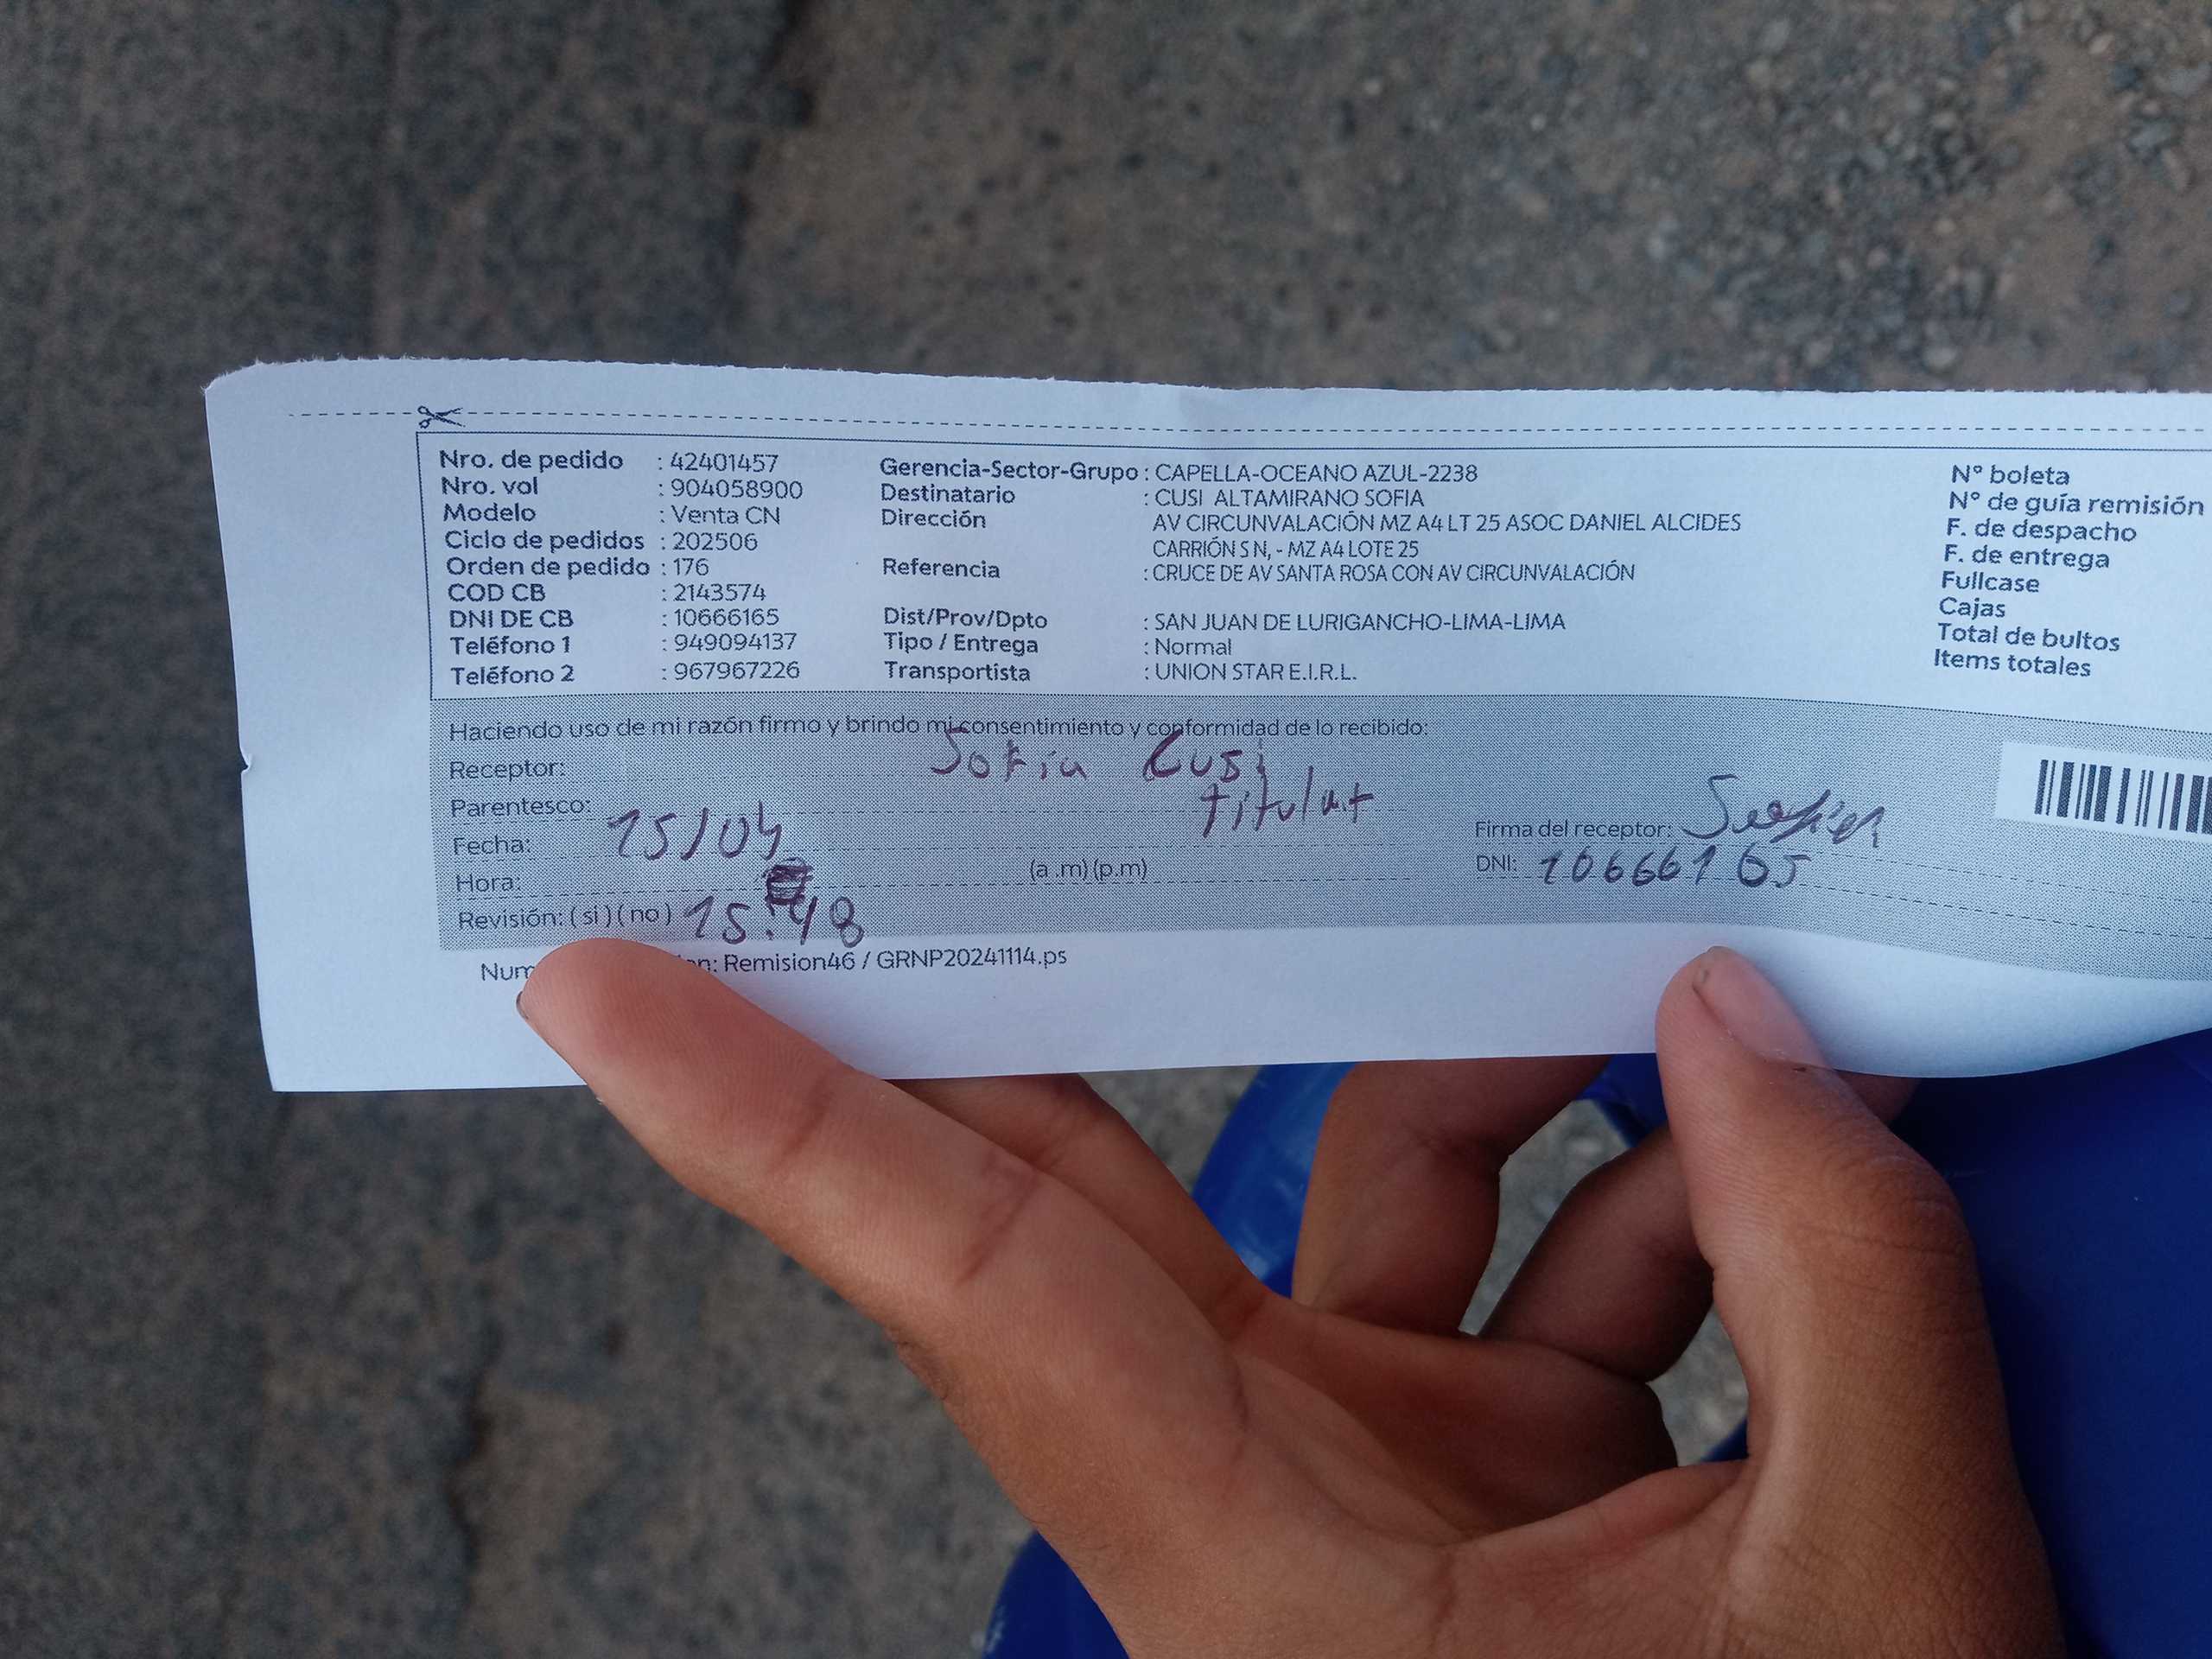 Nro. de pedido : 42401457
Nro. vol : 904058900
Modelo : Venta CN
Ciclo de pedidos : 202506
Orden de pedido : 176
COD CB : 2143574
DNI DE CB : 10666165
Teléfono 1 : 949094137
Teléfono 2 : 967967226
Gerencia-Sector-Grupo : CAPELLA-OCEANO AZUL-2238
Destinatario : CUSI ALTAMIRANO SOFIA
Dirección AV CIRCUNVALACIÓN MZ A4 LT 25 ASOC DANIEL ALCIDES
CARRIÓN S N, - MZ A4 LOTE 25
Referencia : CRUCE DE AV SANTA ROSA CON AV CIRCUNVALACIÓN
Dist/Prov/Dpto : SAN JUAN DE LURIGANCHO-LIMA-LIMA
Tipo / Entrega : Normal
Transportista : UNION STAR E.I.R.L.
N° boleta
N° de guía remisión
F. de despacho
F. de entrega
Fullcase
Cajas
Total de bultos
Items totales
Haciendo uso de mi razón firmo y brindo mi consentimiento y conformidad de lo recibido:
Receptor: Sofia Cusi
Parentesco: titular
Fecha: 15/04
Hora: (a .m) (p.m)
Revisión: ( si ) ( no ) 15:48
Firma del receptor:
DNI: 10666165
Remision46 / GRNP20241114.ps